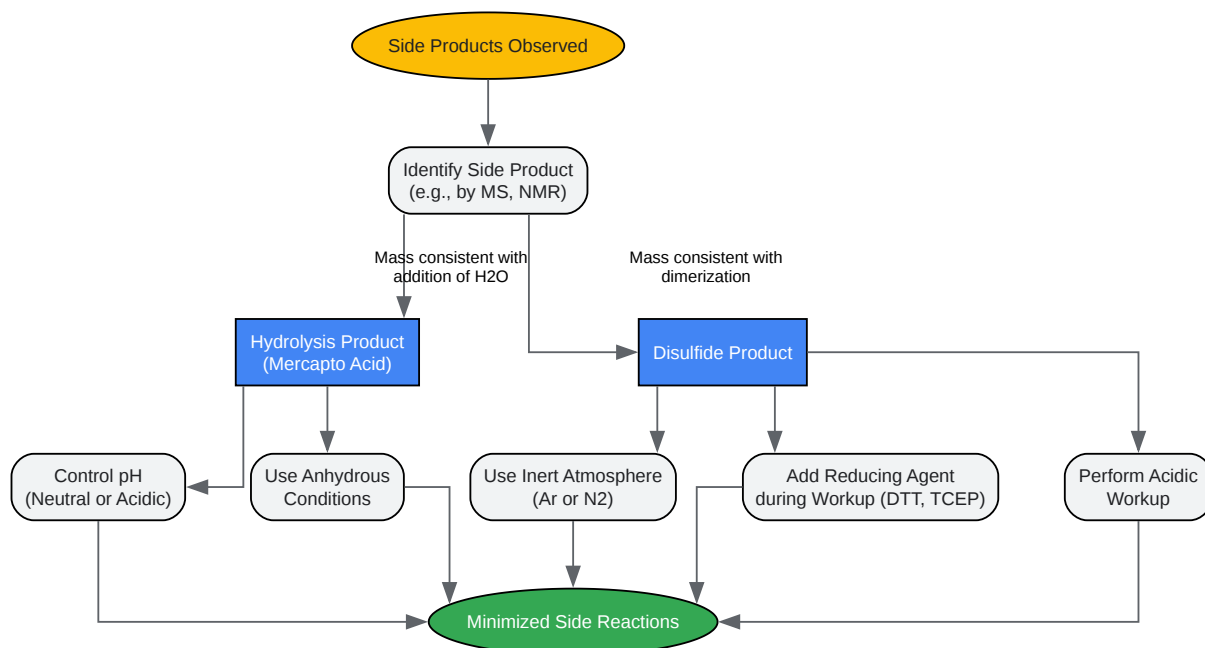 Side Products Observed
Identify Side Product
(e.g., by MS, NMR)
Mass consistent with
addition of H2O
Mass consistent with
dimerization
Hydrolysis Product
(Mercapto Acid)
Disulfide Product
Control pH
(Neutral or Acidic)
Use Anhydrous
Conditions
Use Inert Atmosphere
(Ar or N2)
Add Reducing Agent
during Workup (DTT, TCEP)
Perform Acidic
Workup
Minimized Side Reactions